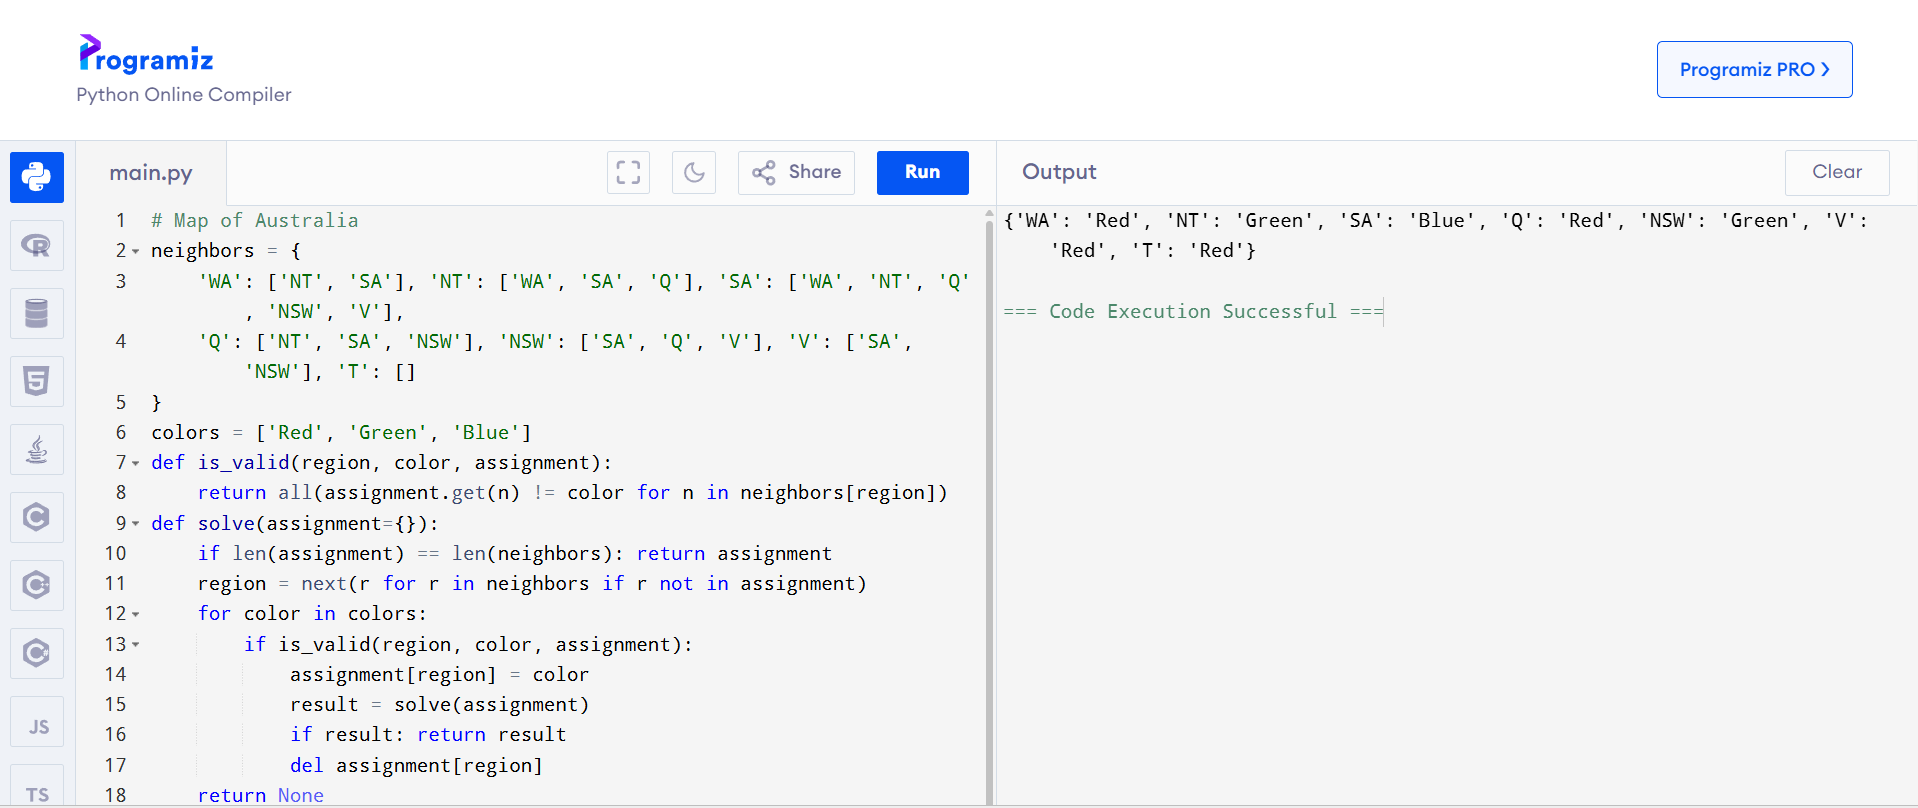 Programiz
Python Online Compiler
Programiz PRO ❯
main.py
Share
Run
Output
Clear
1 # Map of Australia
2 neighbors = {
3     'WA': ['NT', 'SA'], 'NT': ['WA', 'SA', 'Q'], 'SA': ['WA', 'NT', 'Q'
        , 'NSW', 'V'],
4     'Q': ['NT', 'SA', 'NSW'], 'NSW': ['SA', 'Q', 'V'], 'V': ['SA',
        'NSW'], 'T': []
5 }
6 colors = ['Red', 'Green', 'Blue']
7 def is_valid(region, color, assignment):
8     return all(assignment.get(n) != color for n in neighbors[region])
9 def solve(assignment={}):
10     if len(assignment) == len(neighbors): return assignment
11     region = next(r for r in neighbors if r not in assignment)
12     for color in colors:
13         if is_valid(region, color, assignment):
14             assignment[region] = color
15             result = solve(assignment)
16             if result: return result
17             del assignment[region]
18     return None
{'WA': 'Red', 'NT': 'Green', 'SA': 'Blue', 'Q': 'Red', 'NSW': 'Green', 'V':
    'Red', 'T': 'Red'}
=== Code Execution Successful ===
R
5
C
C++
C#
JS
TS